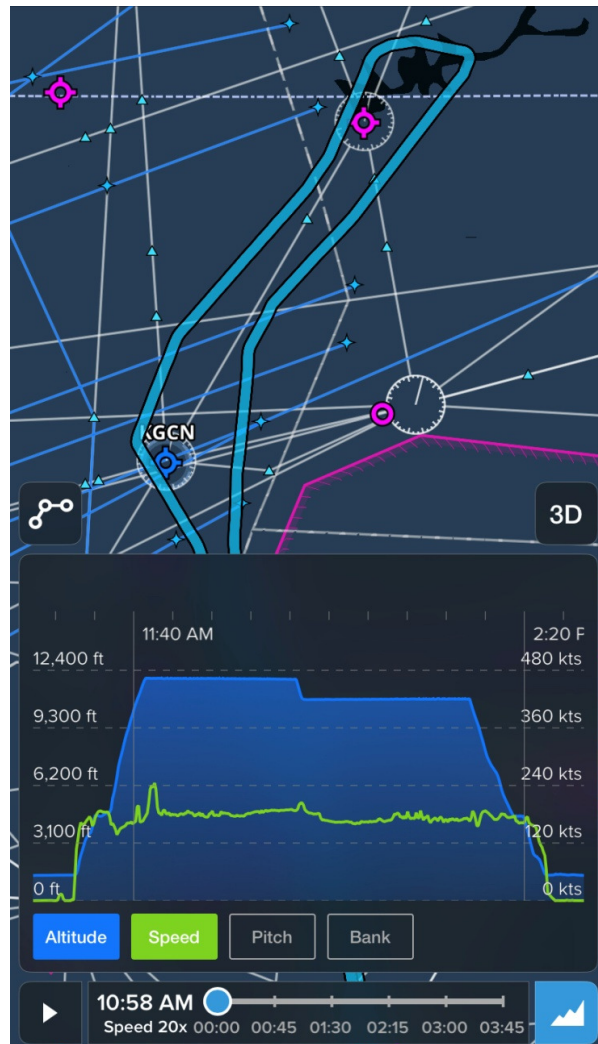 KGCN
3D
11:40 AM
2:20 F
12,400 ft
480 kts
9,300 ft
360 kts
6,200 ft
240 kts
3,100 ft
120 kts
0 ft
0 kts
Altitude
Speed
Pitch
Bank
10:58 AM
Speed 20x 00:00 00:45 01:30 02:15 03:00 03:45